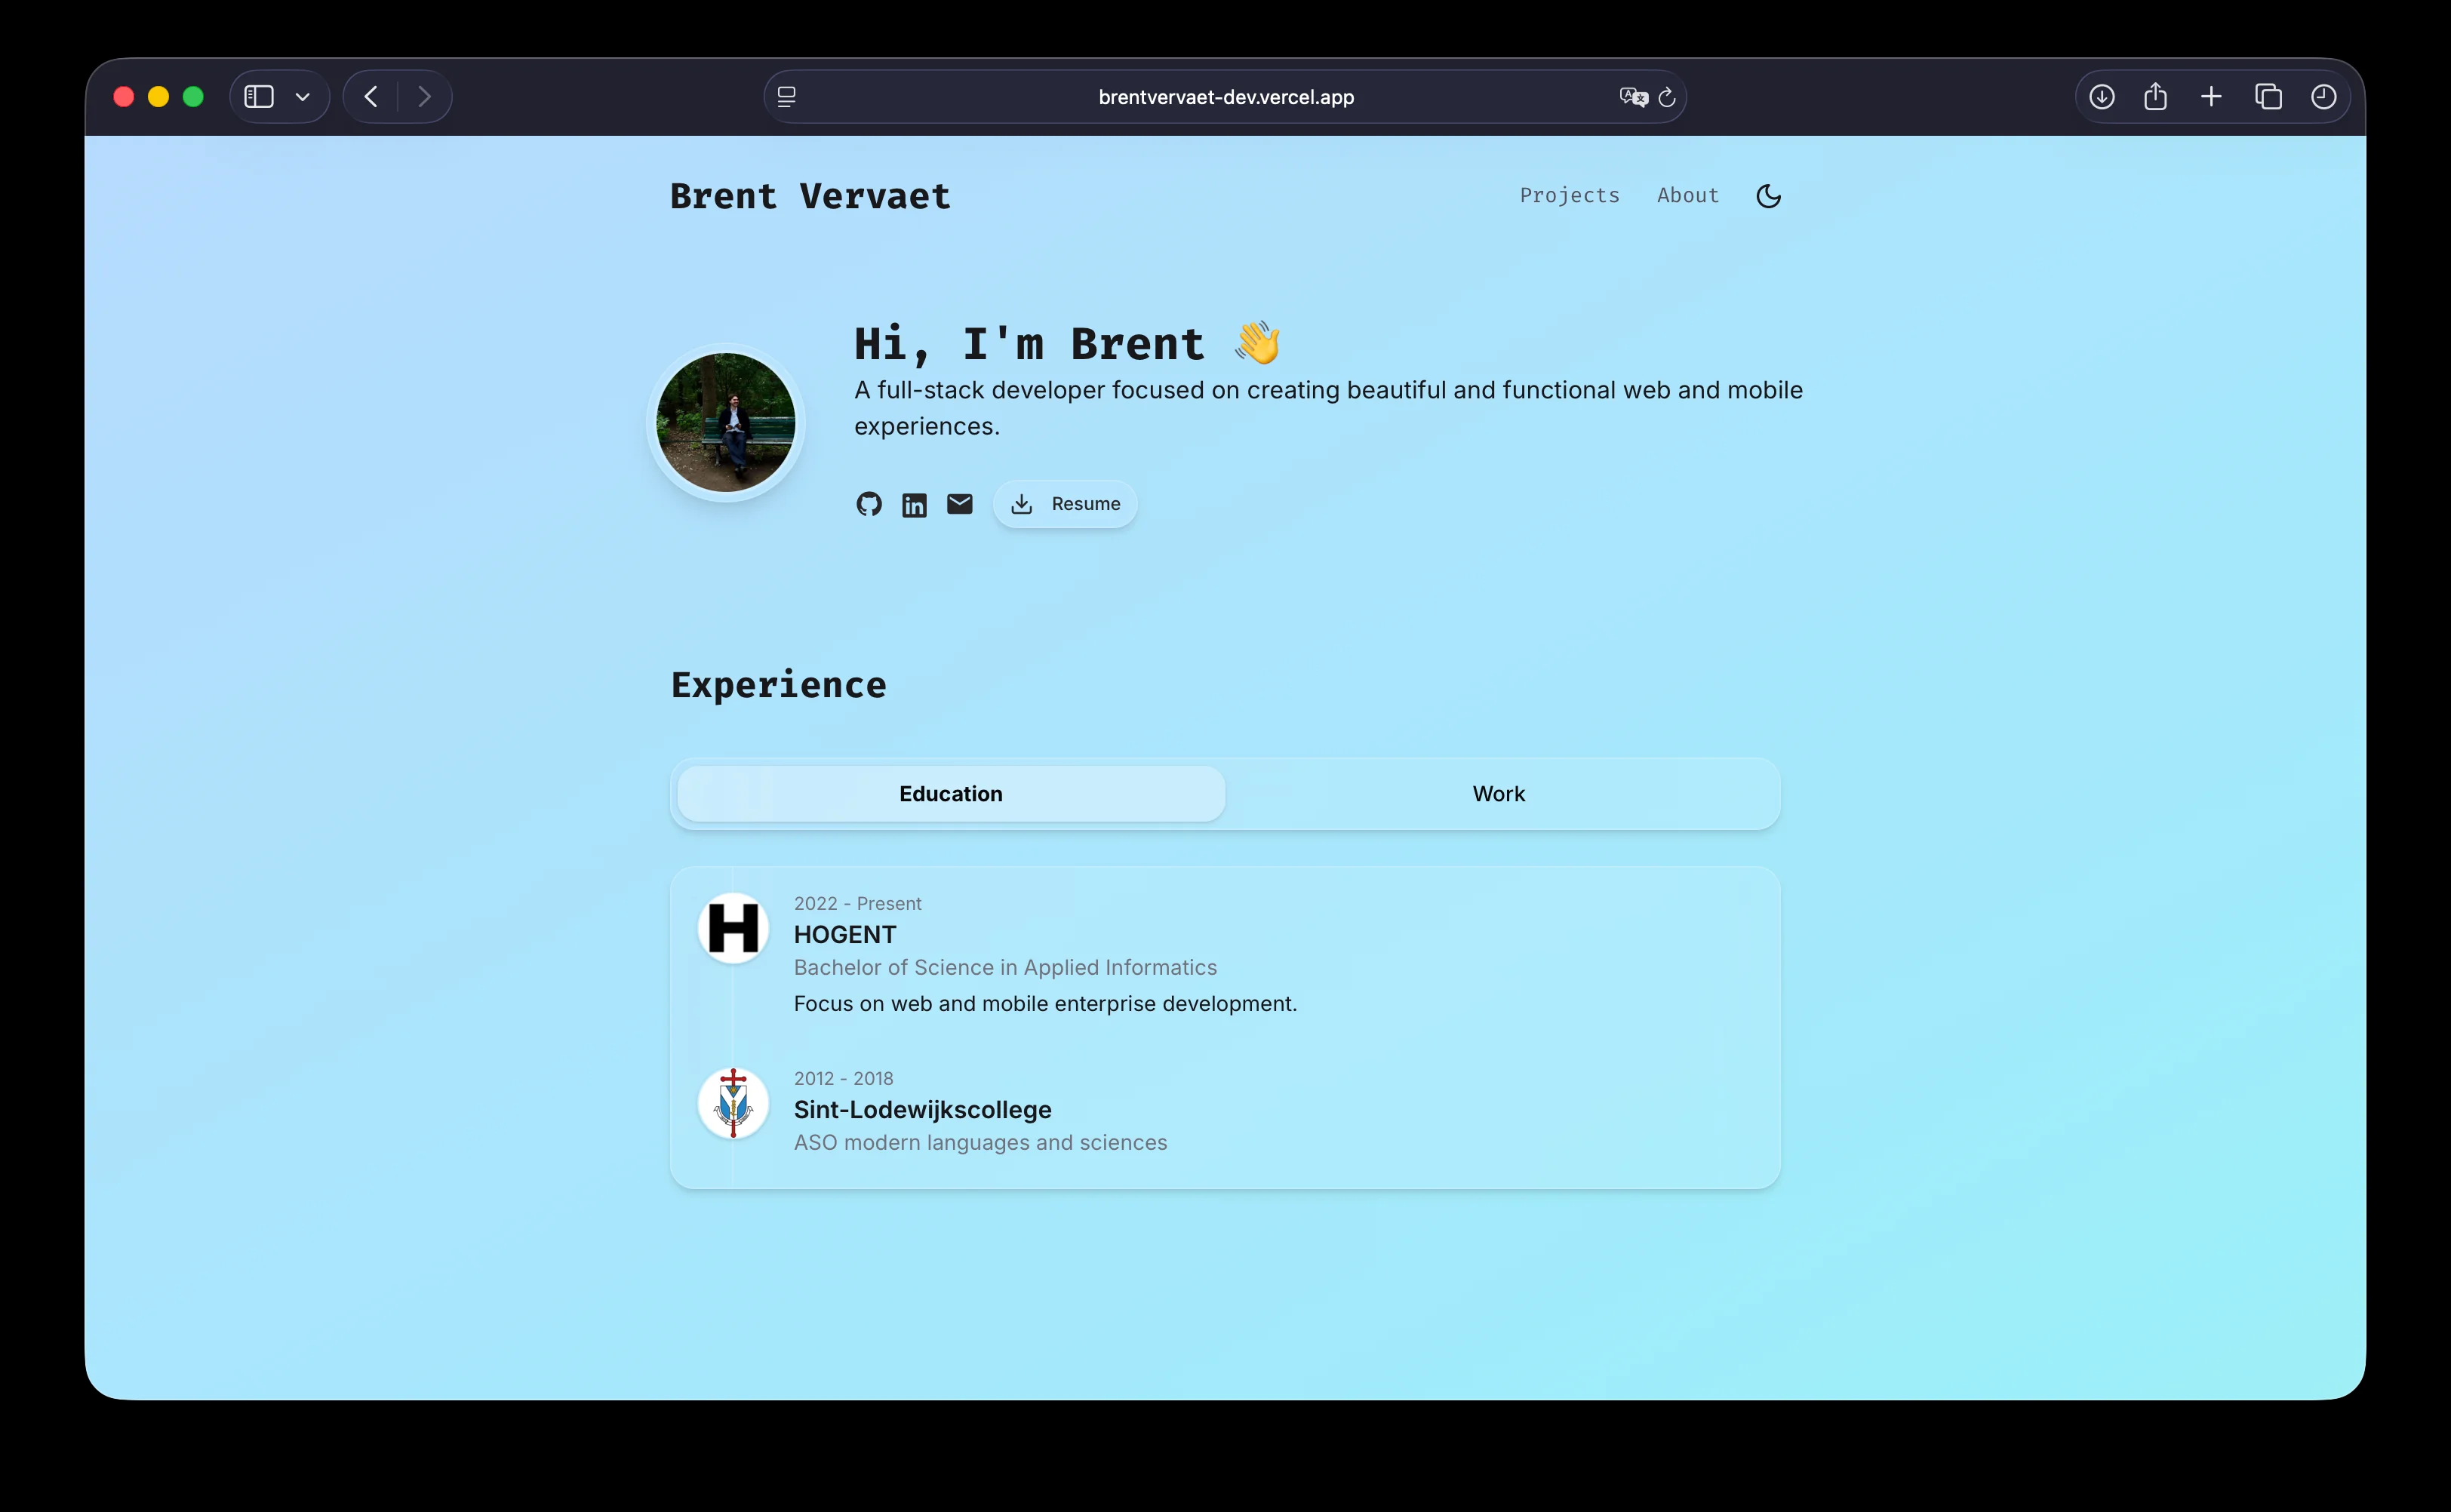 brentvervaet-dev.vercel.app
Brent Vervaet
Projects
About
Hi, I'm Brent 👋
A full-stack developer focused on creating beautiful and functional web and mobile
experiences.
in
Resume
Experience
Education
Work
H
2022 - Present
HOGENT
Bachelor of Science in Applied Informatics
Focus on web and mobile enterprise development.
2012 - 2018
Sint-Lodewijkscollege
ASO modern languages and sciences